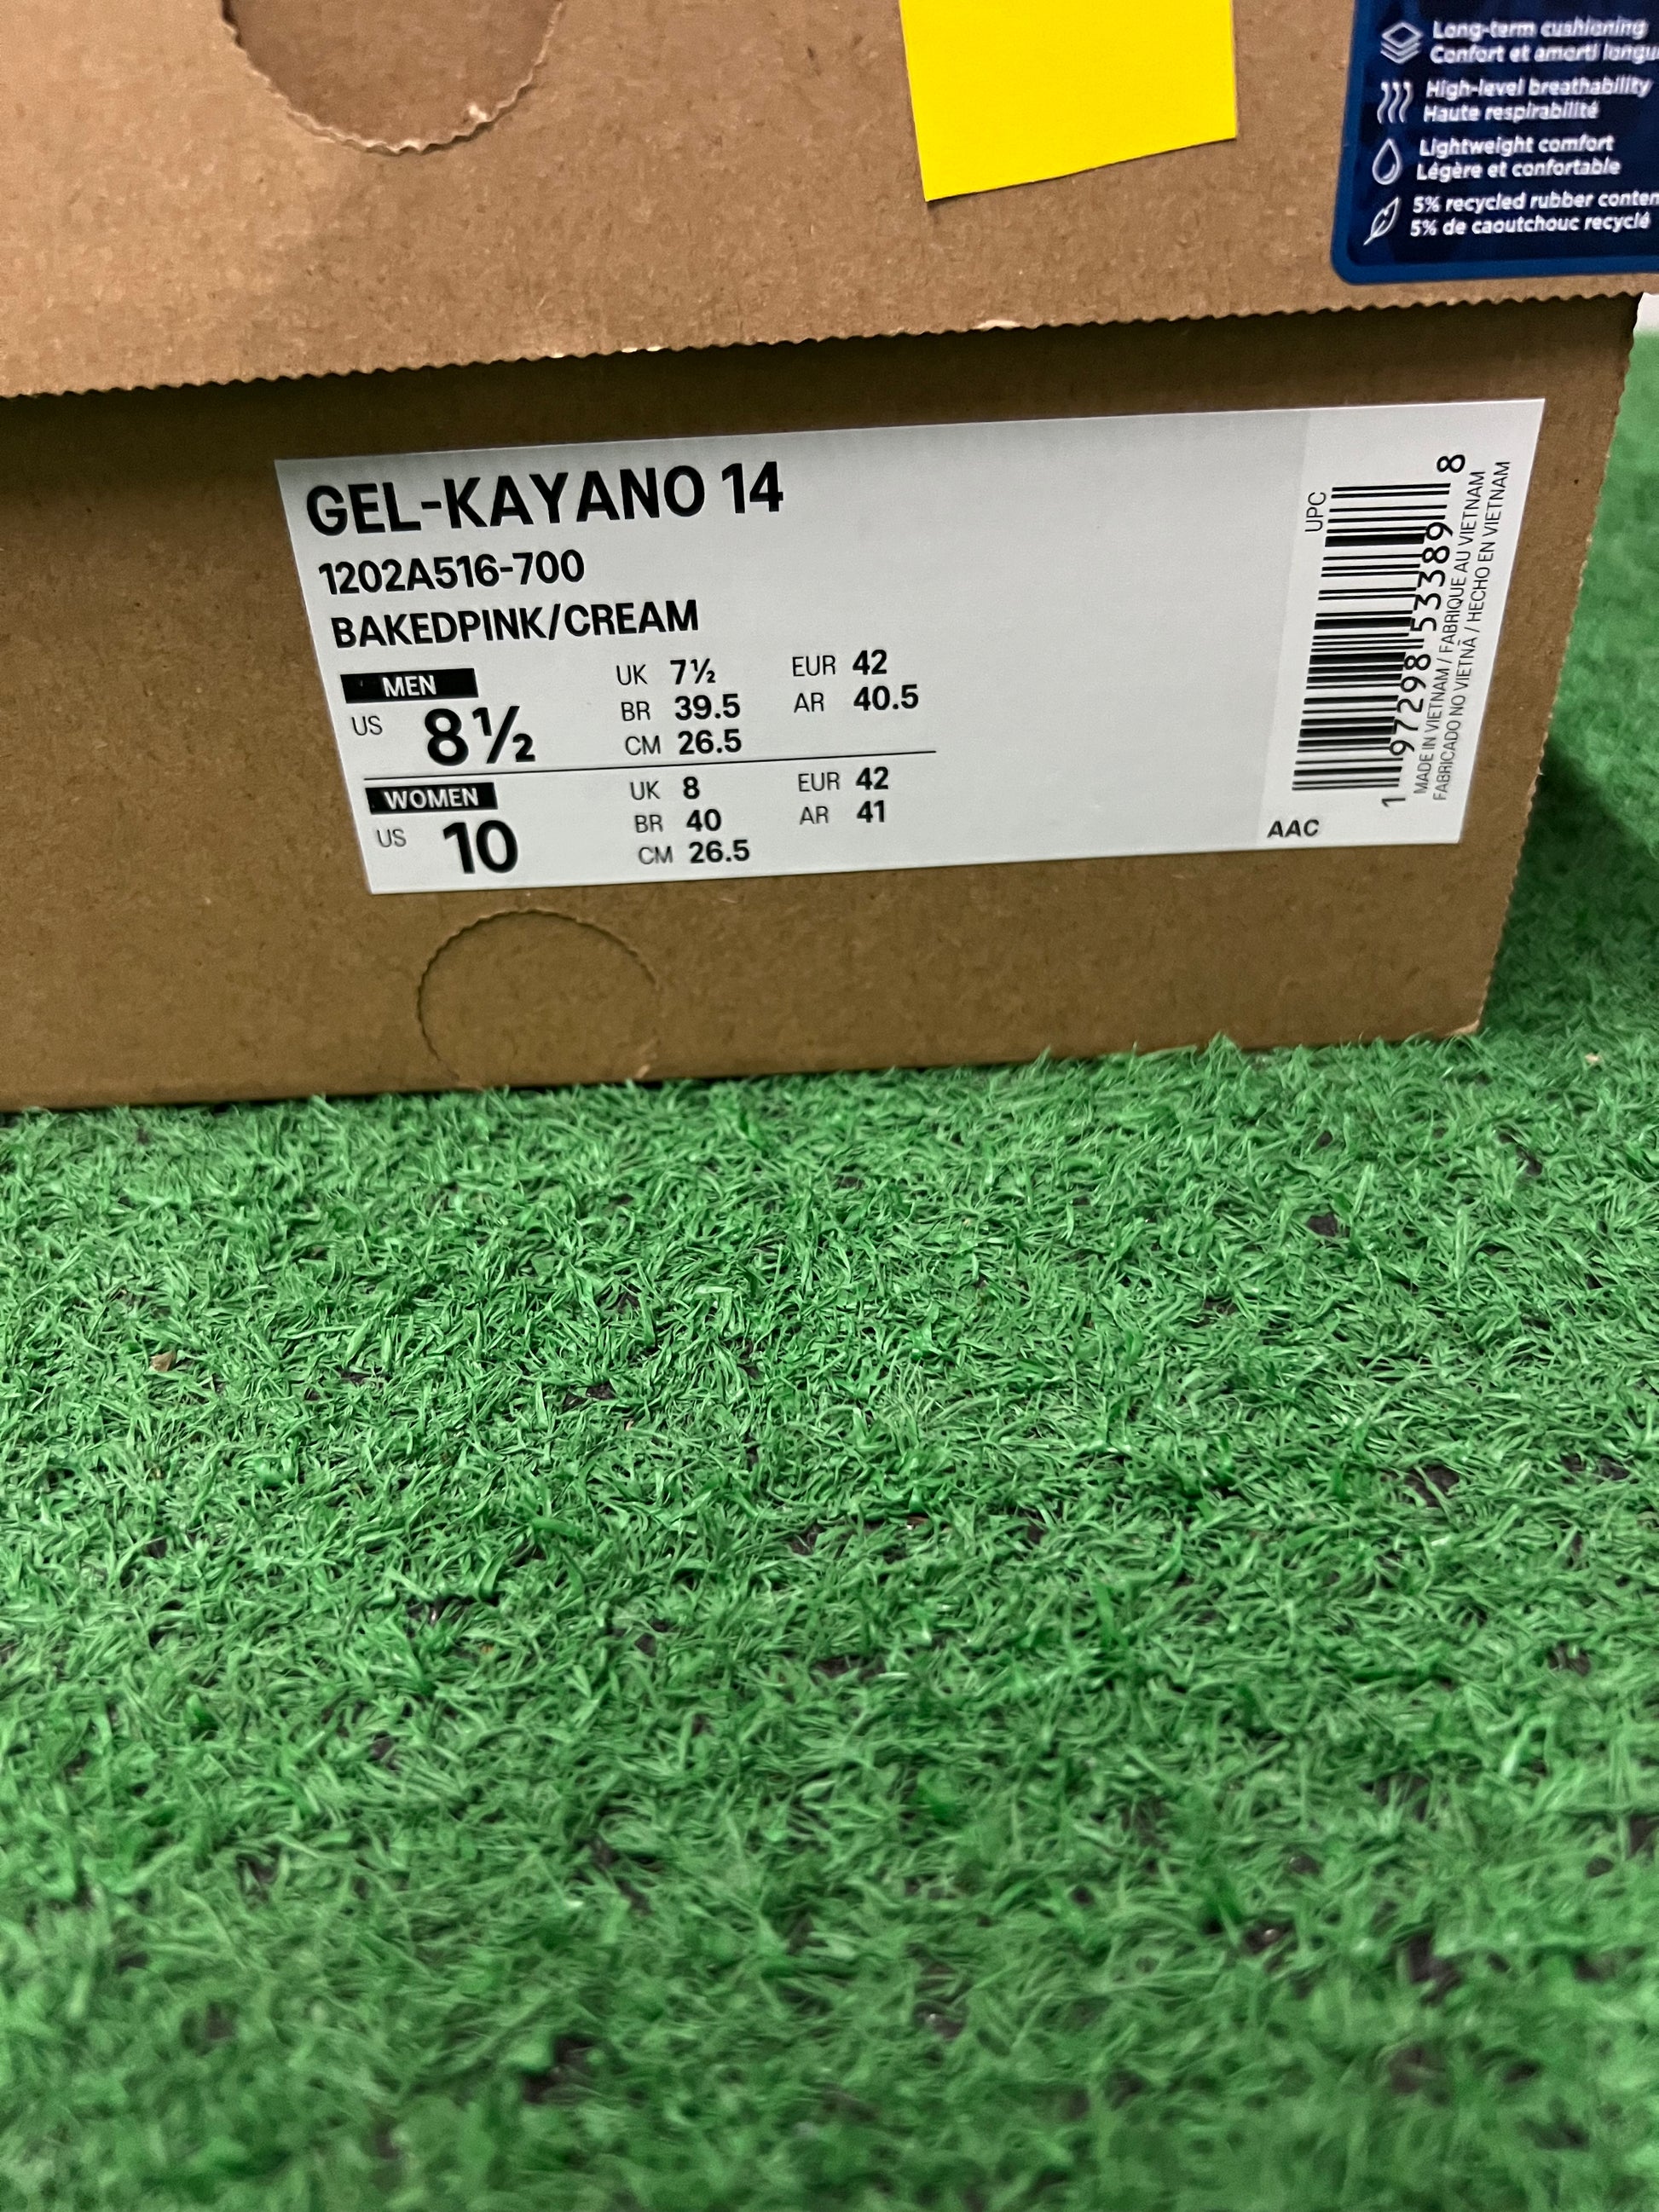 Long-term cushioning
Confort et amorti
High-level breathability
Haute respirabilité
Lightweight comfort
Légère et confortable
5% recycled rubber
5% de caoutchouc recyclé
GEL-KAYANO 14
1202A516-700
BAKEDPINK/CREAM
MEN
US 8½
UK 7½ EUR 42
BR 39.5 AR 40.5
CM 26.5
WOMEN
US 10
UK 8 EUR 42
BR 40 AR 41
CM 26.5
UPC
1 97298 53389 8
MADE IN VIETNAM / FABRIQUE AU VIETNAM
FABRICADO NO VIETNÃ / HECHO EN VIETNAM
AAC